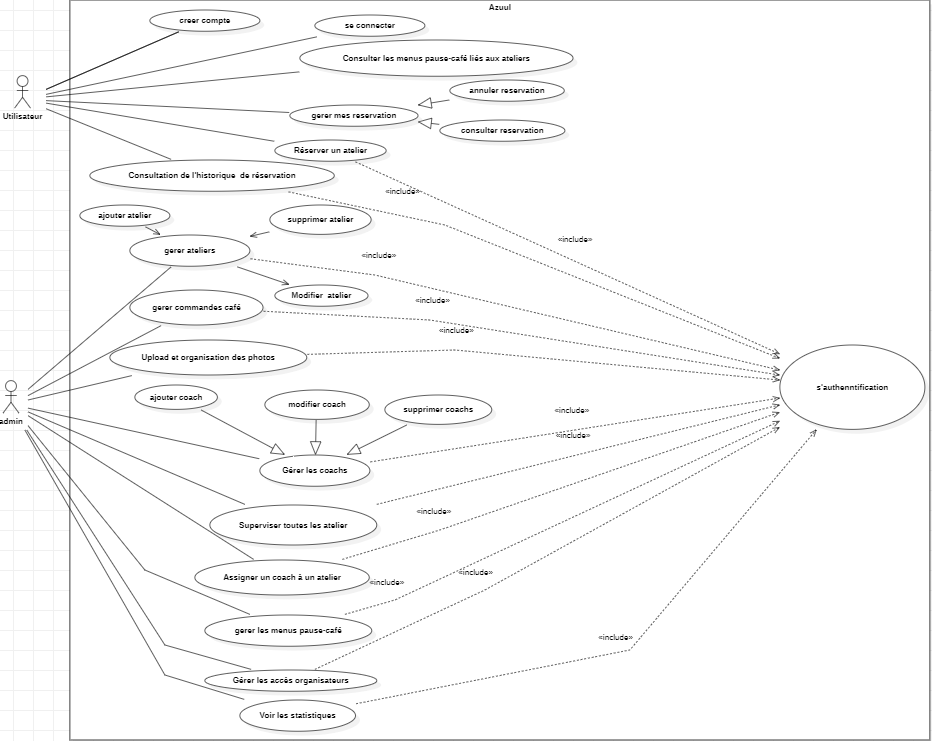 Azuul
creer compte
se connecter
Consulter les menus pause-café liés aux ateliers
annuler reservation
Utilisateur
gerer mes reservation
consulter reservation
Réserver un atelier
Consultation de l'historique  de réservation
«include»
ajouter atelier
supprimer atelier
«include»
gerer ateliers
«include»
Modifier  atelier
«include»
gerer commandes café
«include»
Upload et organisation des photos
s'authenntification
ajouter coach
modifier coach
supprimer coachs
«include»
admin
«include»
Gérer les coachs
«include»
Superviser toutes les atelier
«include»
Assigner un coach à un atelier
«include»
gerer les menus pause-café
«include»
Gérer les accès organisateurs
Voir les statistiques